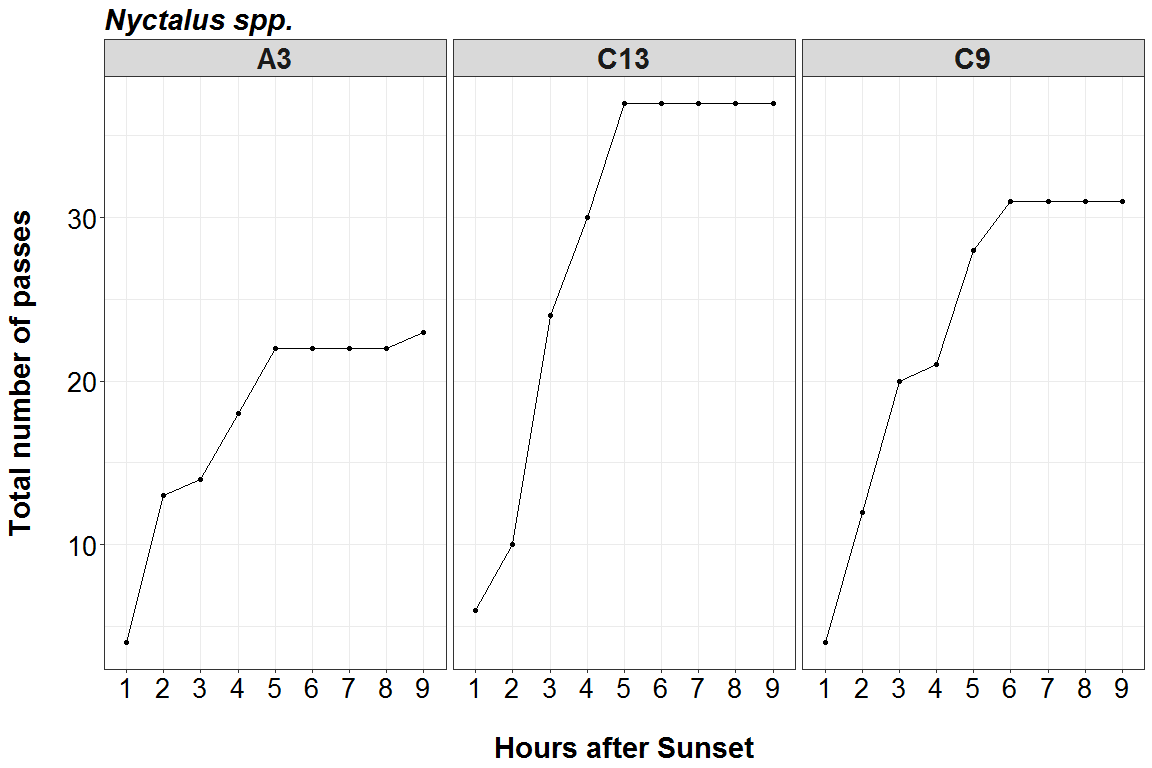 Nyctalus spp.
A3 C13 C9
Total number of passes
30
20
10
1 2 3 4 5 6 7 8 9 1 2 3 4 5 6 7 8 9 1 2 3 4 5 6 7 8 9
Hours after Sunset